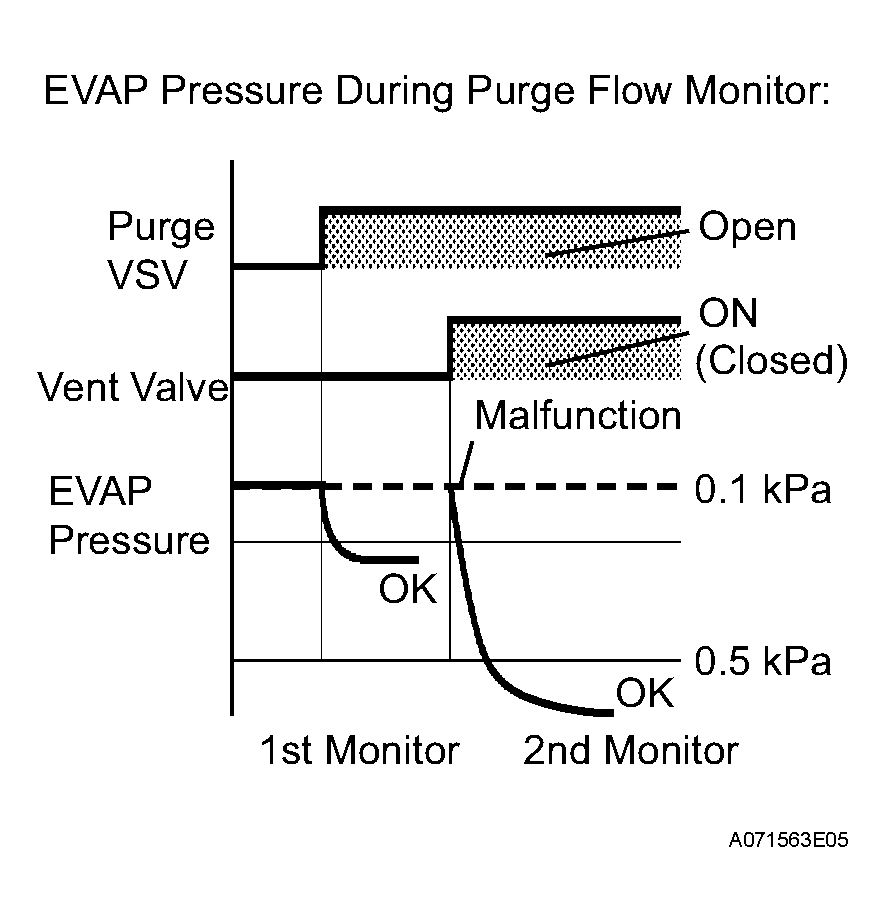 EVAP Pressure During Purge Flow Monitor:
Purge
VSV
Open
ON
(Closed)
Vent Valve
Malfunction
EVAP
Pressure
0.1 kPa
OK
0.5 kPa
OK
1st Monitor
2nd Monitor
A071563E05